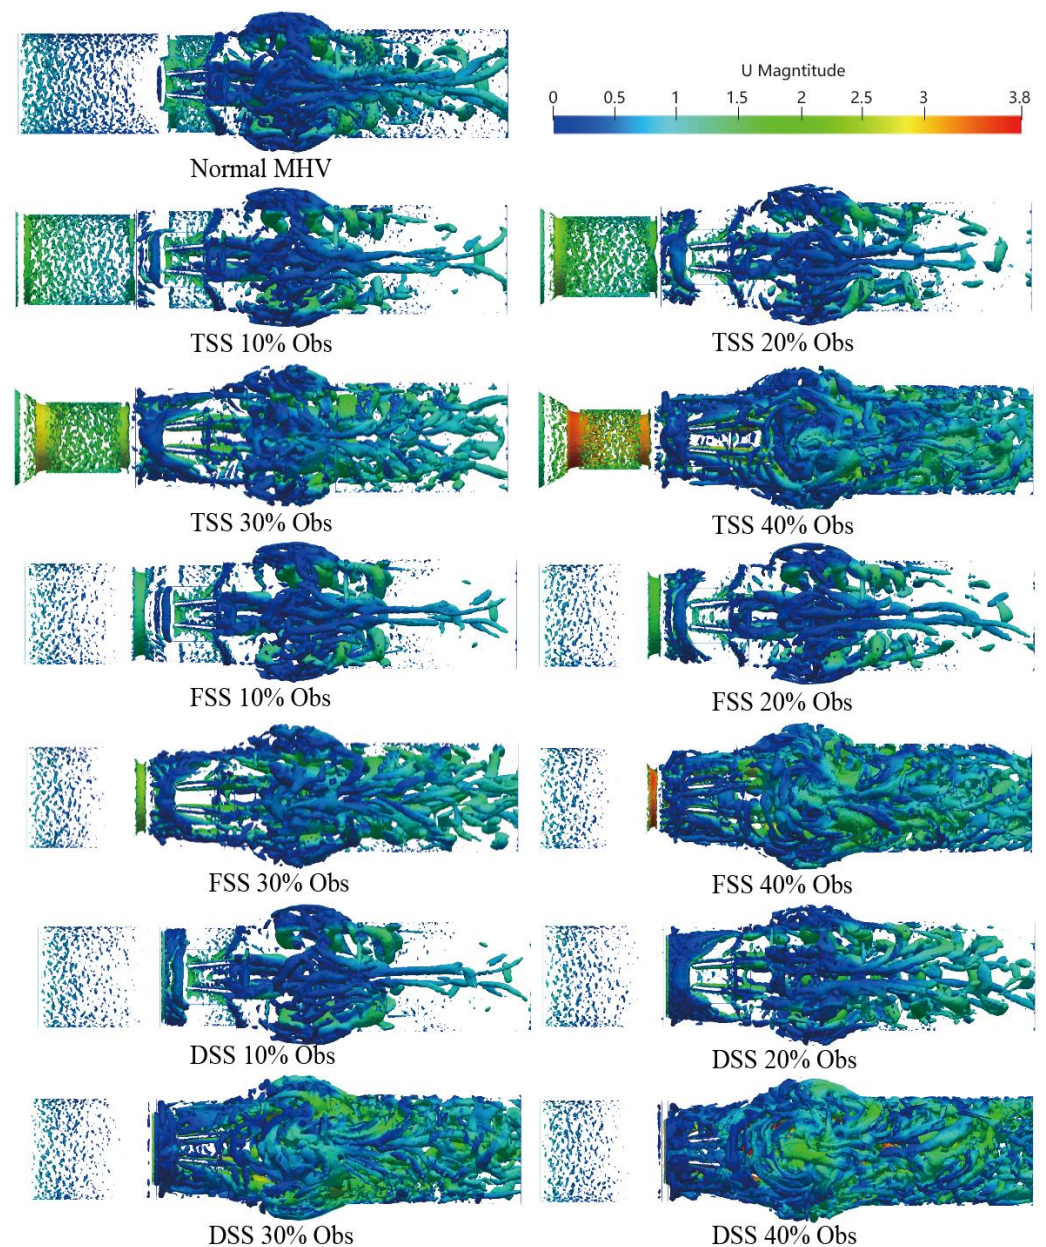 U Magntitude
0 0.5 1 1.5 2 2.5 3 3.8
Normal MHV
TSS 10% Obs
TSS 20% Obs
TSS 30% Obs
TSS 40% Obs
FSS 10% Obs
FSS 20% Obs
FSS 30% Obs
FSS 40% Obs
DSS 10% Obs
DSS 20% Obs
DSS 30% Obs
DSS 40% Obs